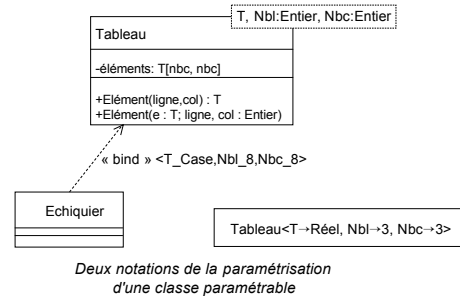 T, Nbl:Entier, Nbc:Entier
Tableau
-éléments: T[nbc, nbc]
+Elément(ligne,col) : T
+Elément(e : T; ligne, col : Entier)
« bind » <T_Case,Nbl_8,Nbc_8>
Echiquier
Tableau<T→Réel, Nbl→3, Nbc→3>
Deux notations de la paramétrisation
d'une classe paramétrable